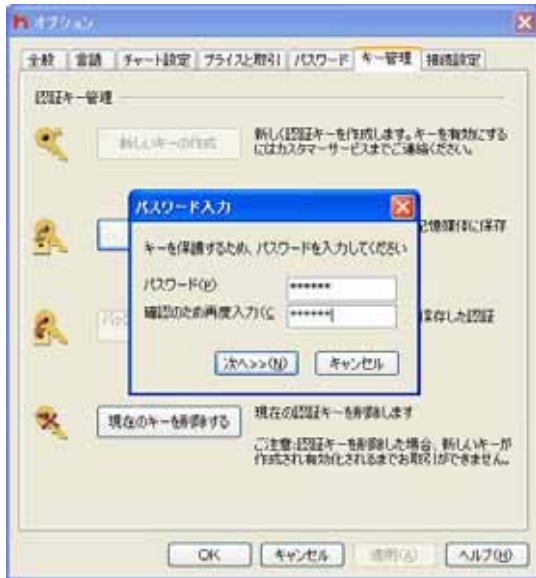 オプション
全般
言語
チャート設定
プライスと取引
パスワード
キー管理
接続設定
認証キー管理
新しいキーの作成
新しく認証キーを作成します。キーを有効にする
にはカスタマーサービスまでご連絡ください。
記憶媒体に保存
保存した認証
パスワード入力
キーを保護するため、パスワードを入力してください
パスワード(P) ******
確認のため再度入力(C ******
次へ>>(N)
キャンセル
現在のキーを削除する
現在の認証キーを削除します
ご注意:認証キーを削除した場合、新しいキーが
作成され有効化されるまでお取引ができません。
OK
キャンセル
適用(A)
ヘルプ(H)